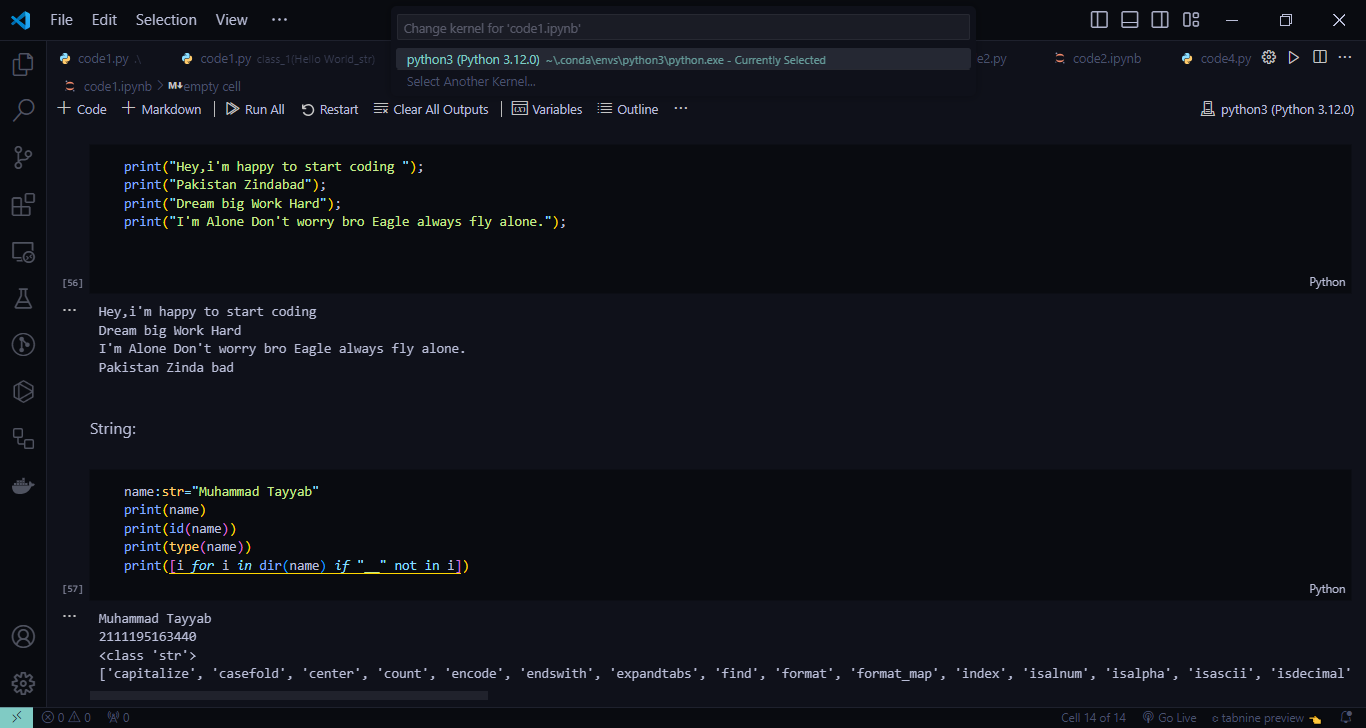 File Edit Selection View ···
Change kernel for 'code1.ipynb'
python3 (Python 3.12.0) ~\.conda\envs\python3\python.exe - Currently Selected
Select Another Kernel...
code1.py .\ code1.py class_1(Hello World_str) e2.py code2.ipynb code4.py ···
code1.ipynb > M↓ empty cell
+ Code + Markdown | Run All Restart Clear All Outputs | Variables Outline ··· python3 (Python 3.12.0)
print("Hey,i'm happy to start coding ");
print("Pakistan Zindabad");
print("Dream big Work Hard");
print("I'm Alone Don't worry bro Eagle always fly alone.");
[56] Python
··· Hey,i'm happy to start coding
Dream big Work Hard
I'm Alone Don't worry bro Eagle always fly alone.
Pakistan Zinda bad
String:
name:str="Muhammad Tayyab"
print(name)
print(id(name))
print(type(name))
print([i for i in dir(name) if "__" not in i])
[57] Python
··· Muhammad Tayyab
2111195163440
<class 'str'>
['capitalize', 'casefold', 'center', 'count', 'encode', 'endswith', 'expandtabs', 'find', 'format', 'format_map', 'index', 'isalnum', 'isalpha', 'isascii', 'isdecimal'
0 0 0 Cell 14 of 14 Go Live tabnine preview